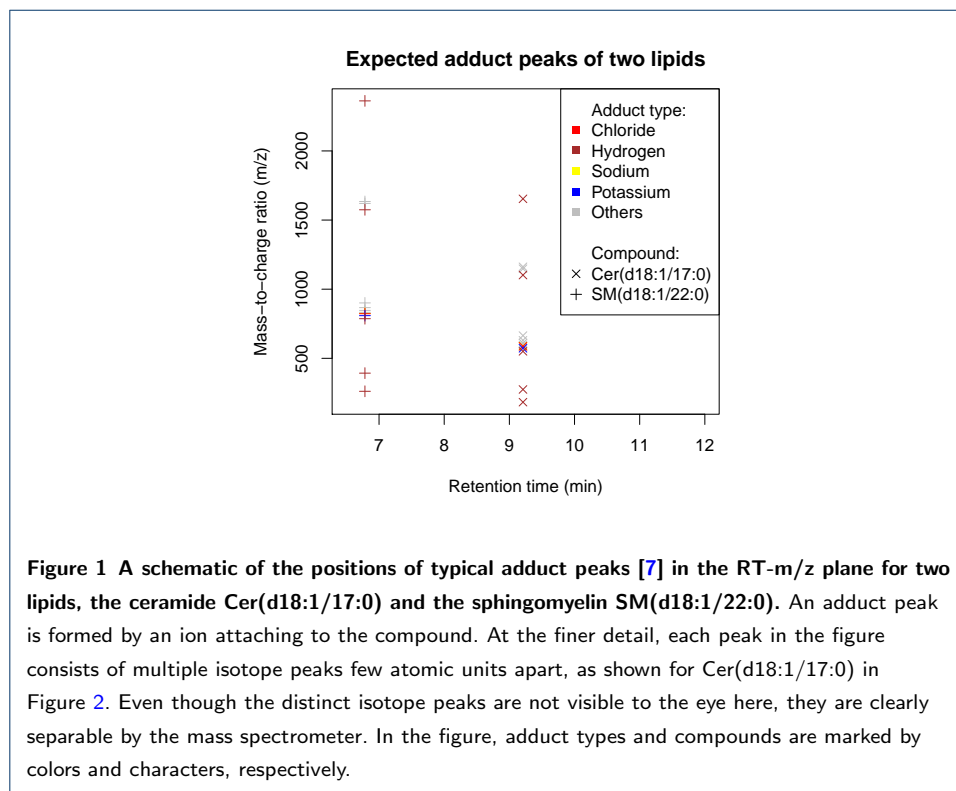 Expected adduct peaks of two lipids
Mass−to−charge ratio (m/z)
2000
1500
1000
500
Adduct type:
Chloride
Hydrogen
Sodium
Potassium
Others
Compound:
Cer(d18:1/17:0)
SM(d18:1/22:0)
7 8 9 10 11 12
Retention time (min)
Figure 1 A schematic of the positions of typical adduct peaks [7] in the RT-m/z plane for two
lipids, the ceramide Cer(d18:1/17:0) and the sphingomyelin SM(d18:1/22:0). An adduct peak
is formed by an ion attaching to the compound. At the finer detail, each peak in the figure
consists of multiple isotope peaks few atomic units apart, as shown for Cer(d18:1/17:0) in
Figure 2. Even though the distinct isotope peaks are not visible to the eye here, they are clearly
separable by the mass spectrometer. In the figure, adduct types and compounds are marked by
colors and characters, respectively.